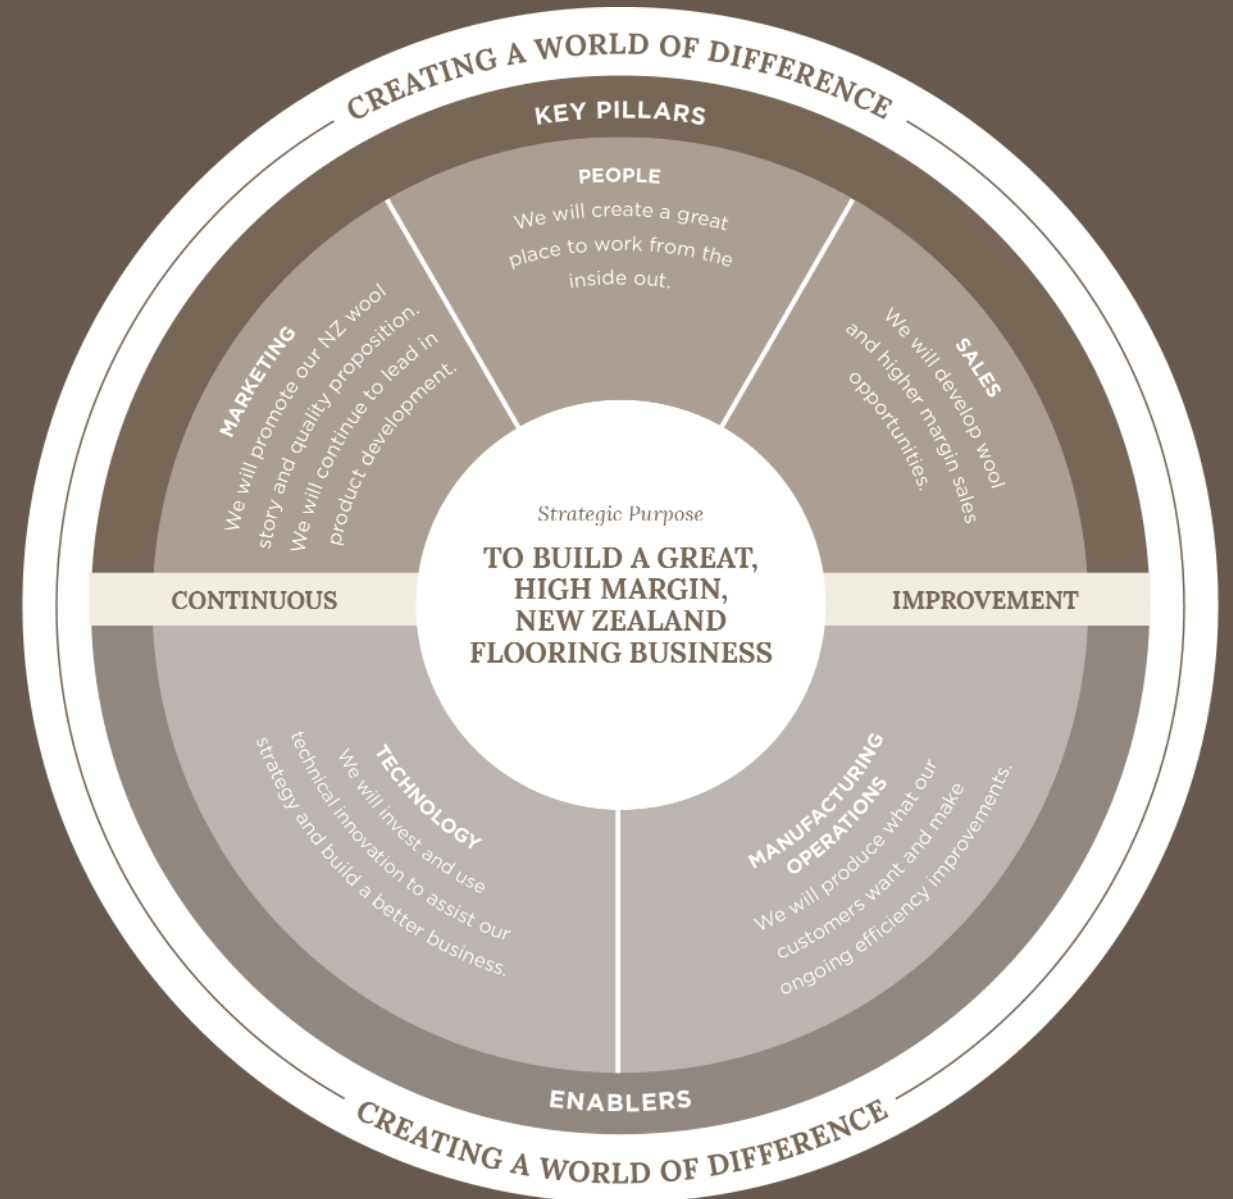 CREATING A WORLD OF DIFFERENCE
KEY PILLARS
PEOPLE
We will create a great
place to work from the
inside out.
MARKETING
We will promote our NZ wool
story and quality proposition.
We will continue to lead in
product development.
SALES
We will develop wool
and higher margin sales
opportunities.
Strategic Purpose
TO BUILD A GREAT,
HIGH MARGIN,
NEW ZEALAND
FLOORING BUSINESS
CONTINUOUS
IMPROVEMENT
TECHNOLOGY
We will invest and use
technical innovation to assist our
strategy and build a better business.
MANUFACTURING
OPERATIONS
We will produce what our
customers want and make
ongoing efficiency improvements.
ENABLERS
CREATING A WORLD OF DIFFERENCE